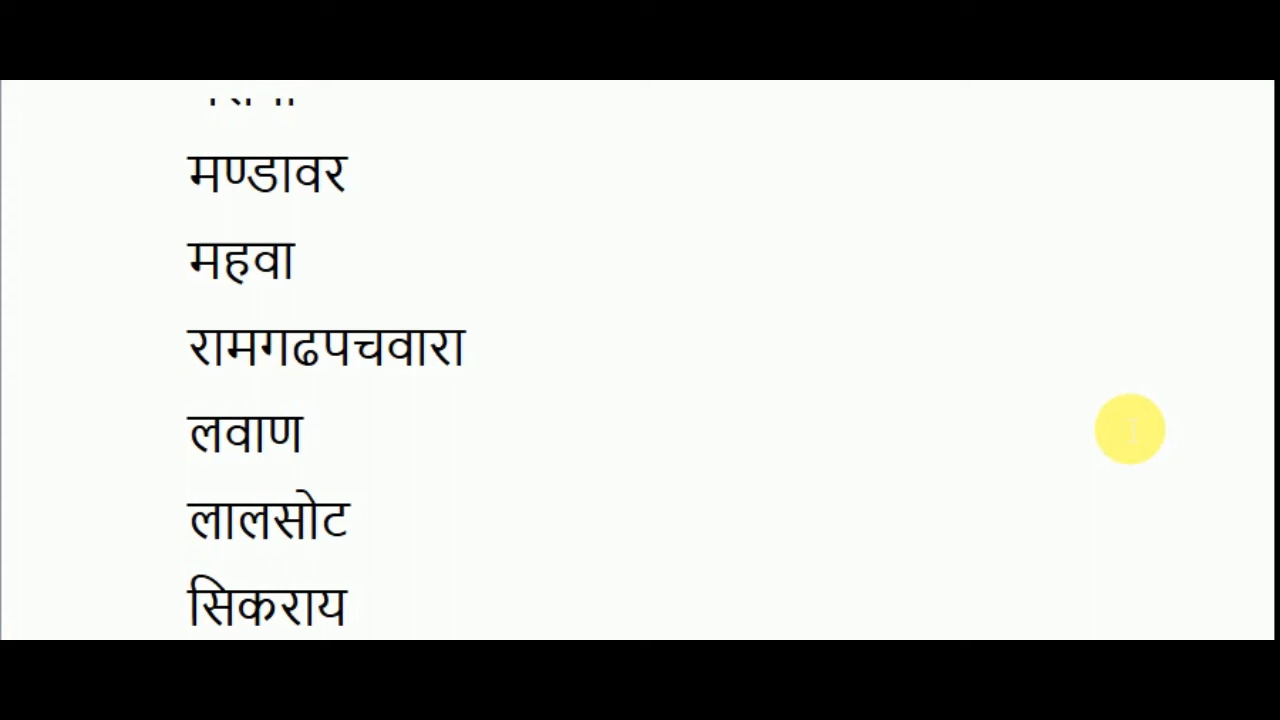 मण्डावर
महवा
रामगढपचवारा
लवाण
लालसोट
सिकराय